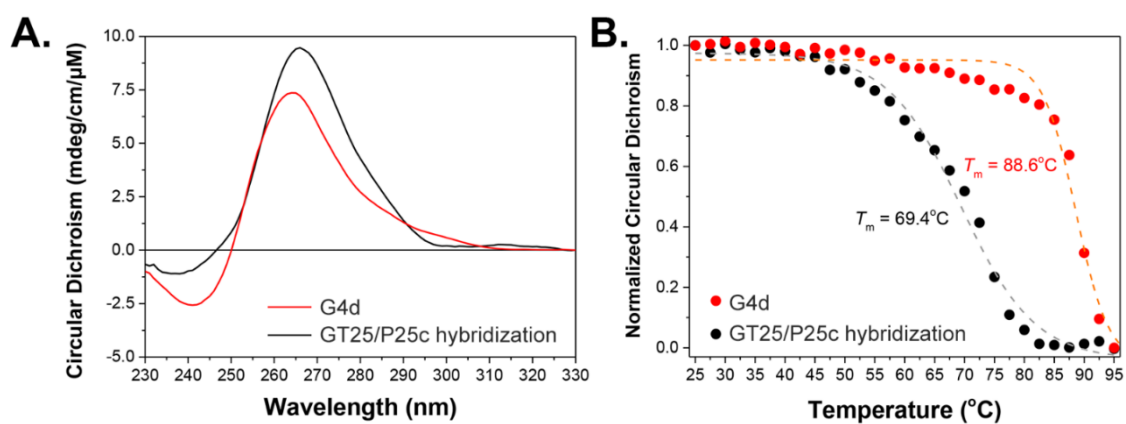 A.
Circular Dichroism (mdeg/cm/μM)
10.0
7.5
5.0
2.5
0.0
-2.5
-5.0
G4d
GT25/P25c hybridization
230 240 250 260 270 280 290 300 310 320 330
Wavelength (nm)
B.
Normalized Circular Dichroism
1.0
0.8
0.6
0.4
0.2
0.0
Tm = 88.6°C
Tm = 69.4°C
G4d
GT25/P25c hybridization
25 30 35 40 45 50 55 60 65 70 75 80 85 90 95
Temperature (°C)